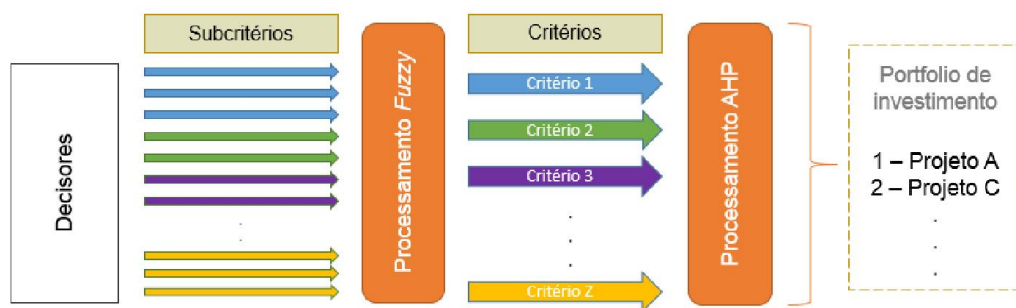 Decisores
Subcritérios
Processamento Fuzzy
Critérios
Critério 1
Critério 2
Critério 3
Critério Z
Processamento AHP
Portfolio de
investimento
1 – Projeto A
2 – Projeto C